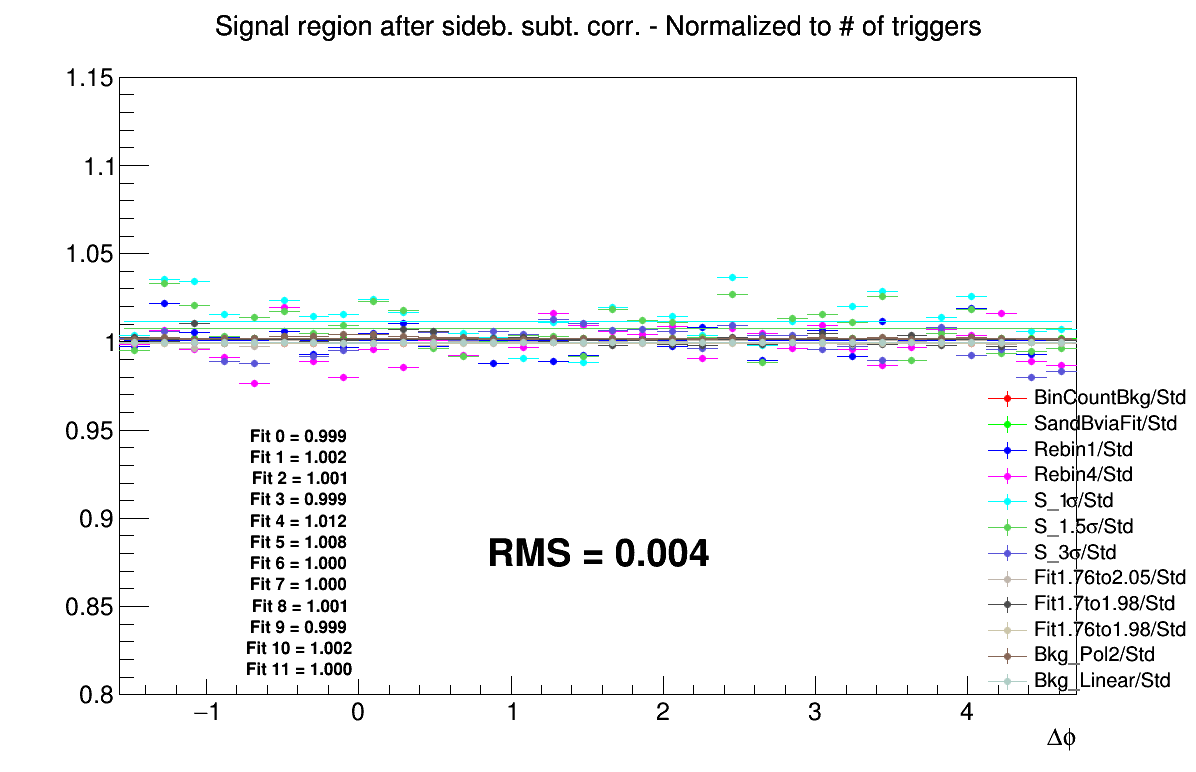 Signal region after sideb. subt. corr. - Normalized to # of triggers
1.15
1.1
1.05
1
0.95
0.9
0.85
0.8
BinCountBkg/Std
SandBviaFit/Std
Rebin1/Std
Rebin4/Std
S_1σ/Std
S_1.5σ/Std
S_3σ/Std
Fit1.76to2.05/Std
Fit1.7to1.98/Std
Fit1.76to1.98/Std
Bkg_Pol2/Std
Bkg_Linear/Std
Fit 0 = 0.999
Fit 1 = 1.002
Fit 2 = 1.001
Fit 3 = 0.999
Fit 4 = 1.012
Fit 5 = 1.008
Fit 6 = 1.000
Fit 7 = 1.000
Fit 8 = 1.001
Fit 9 = 0.999
Fit 10 = 1.002
Fit 11 = 1.000
RMS = 0.004
−1 0 1 2 3 4
Δϕ